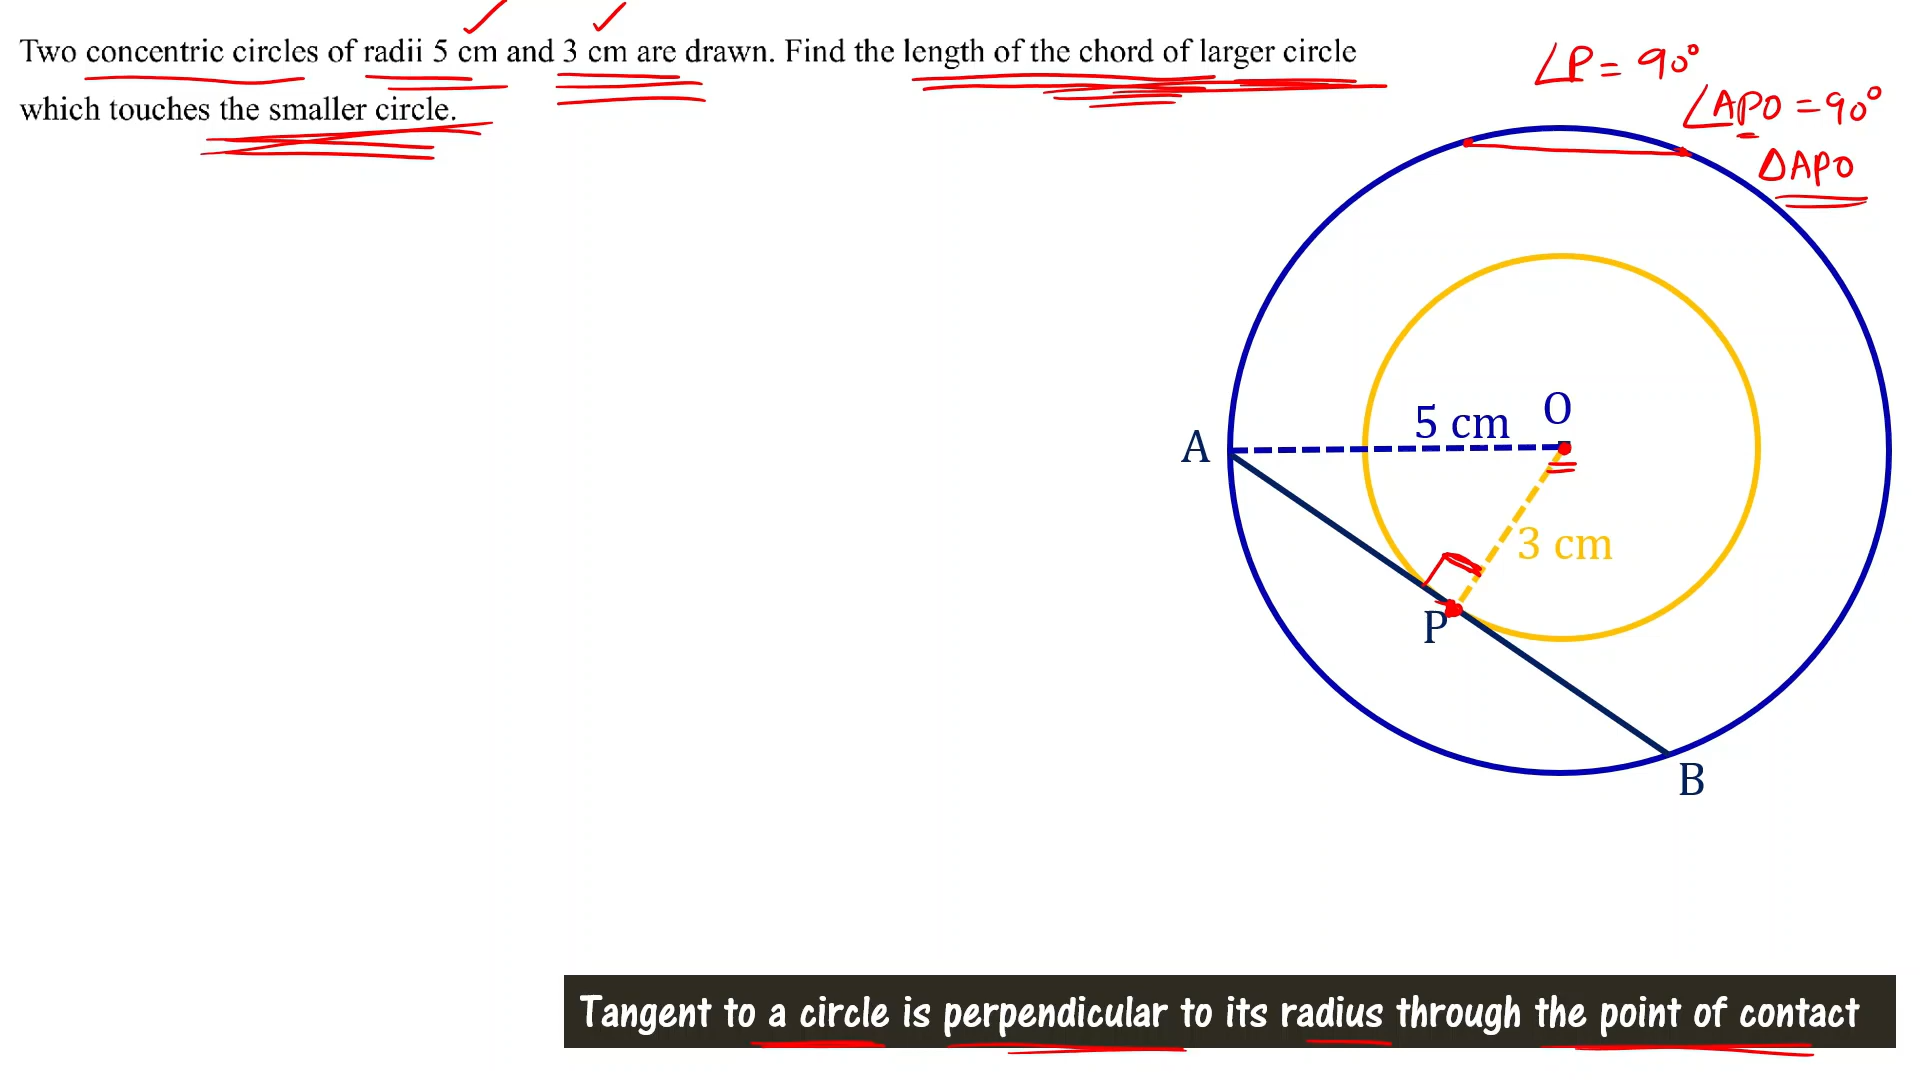 Two concentric circles of radii 5 cm and 3 cm are drawn. Find the length of the chord of larger circle
which touches the smaller circle.
∠P = 90°
∠APO = 90°
△APO
5 cm
O
A
3 cm
P
B
Tangent to a circle is perpendicular to its radius through the point of contact